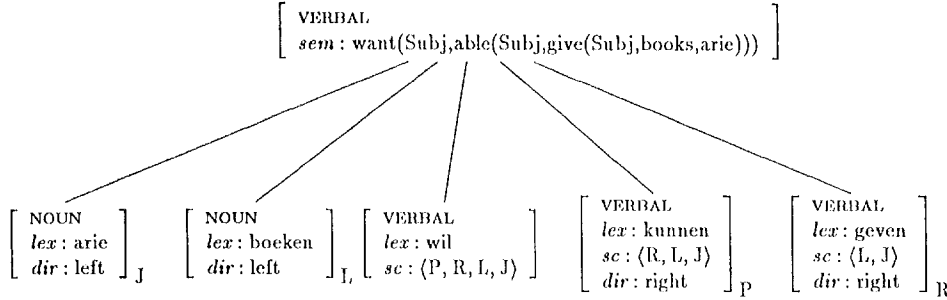 VERBAL
sem : want(Subj,able(Subj,give(Subj,books,arie)))
NOUN
lex : arie
dir : left
J
NOUN
lex : boeken
dir : left
L
VERBAL
lex : wil
sc : ⟨P, R, L, J⟩
VERBAL
lex : kunnen
sc : ⟨R, L, J⟩
dir : right
P
VERBAL
lex : geven
sc : ⟨L, J⟩
dir : right
R